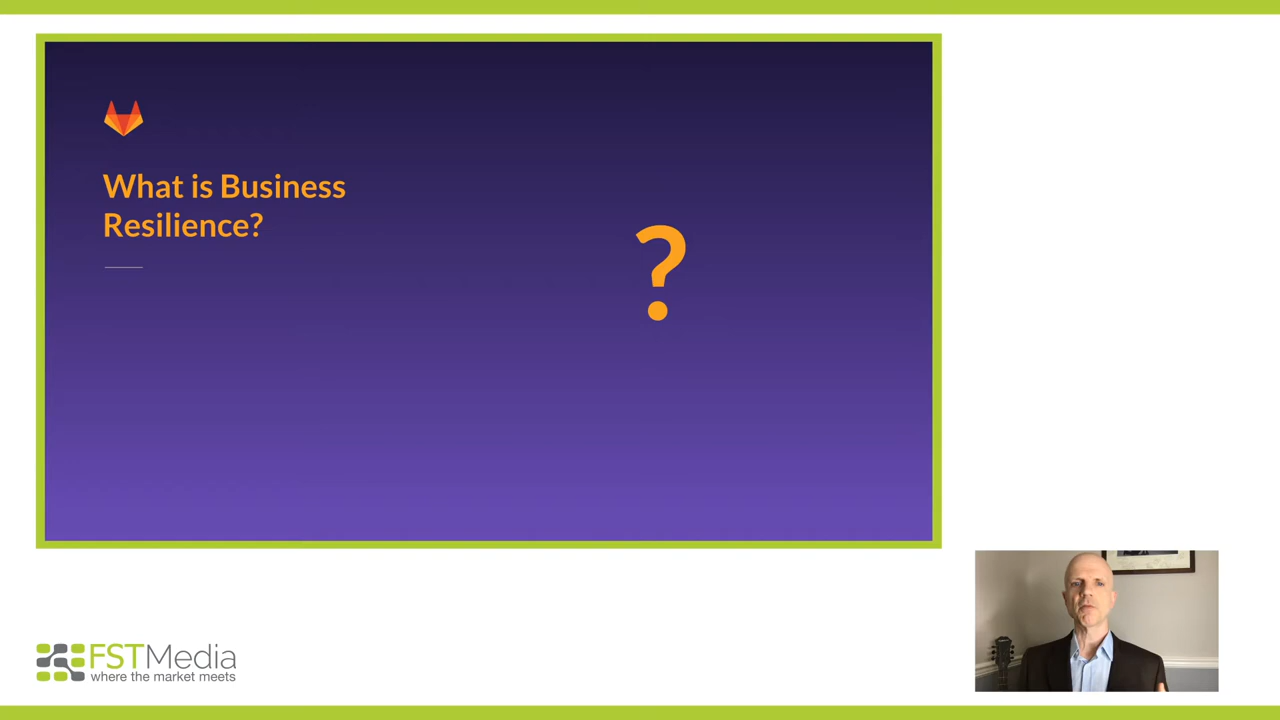 What is Business
Resilience?
?
FSTMedia
where the market meets